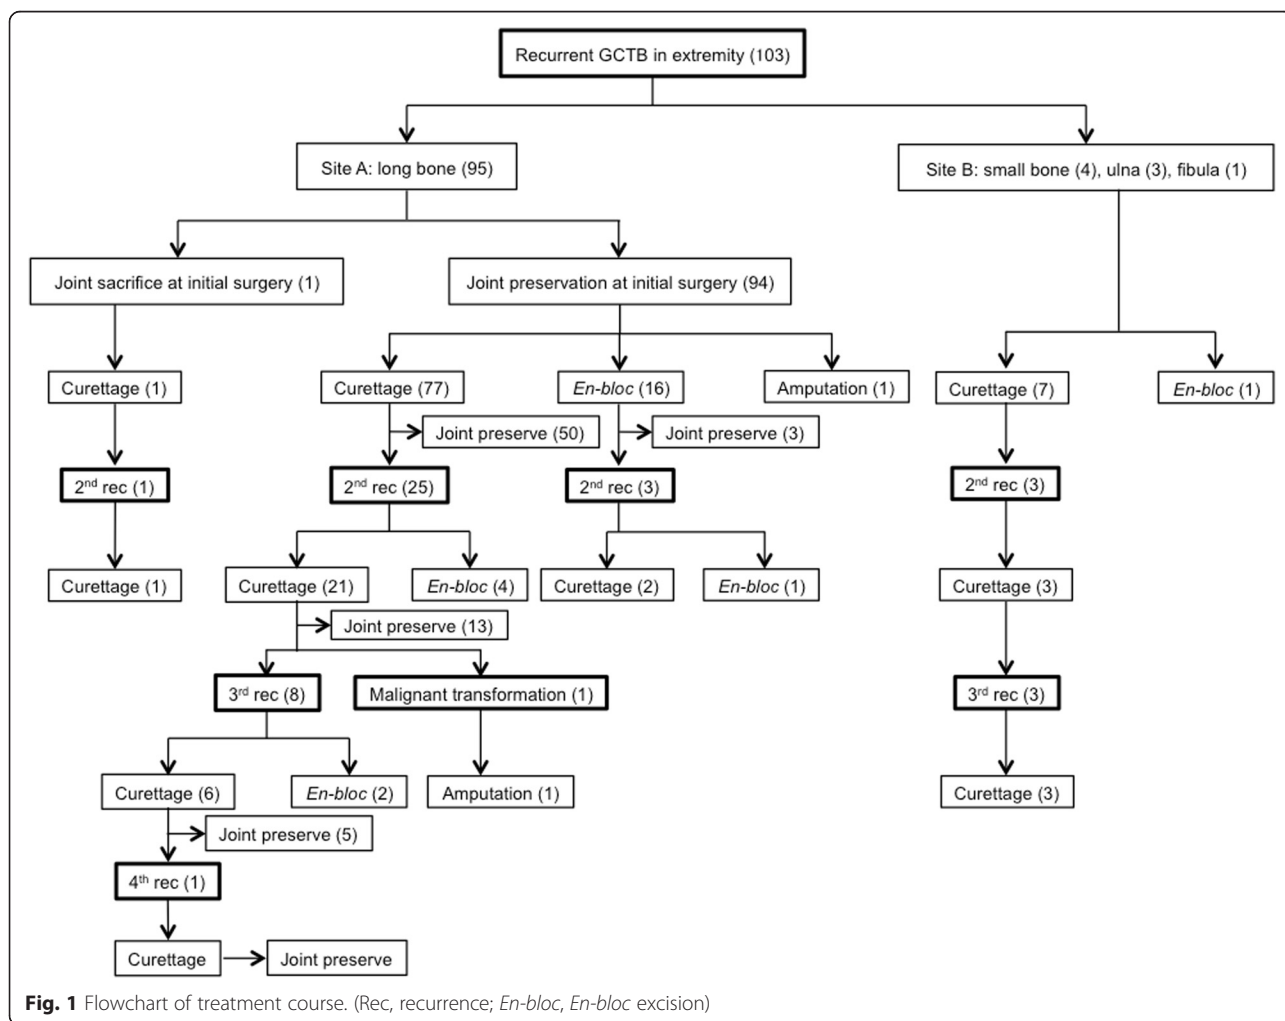 Recurrent GCTB in extremity (103)
Site A: long bone (95)
Site B: small bone (4), ulna (3), fibula (1)
Joint sacrifice at initial surgery (1)
Joint preservation at initial surgery (94)
Curettage (1)
Curettage (77)
En-bloc (16)
Amputation (1)
Curettage (7)
En-bloc (1)
Joint preserve (50)
Joint preserve (3)
2nd rec (1)
2nd rec (25)
2nd rec (3)
2nd rec (3)
Curettage (1)
Curettage (21)
En-bloc (4)
Curettage (2)
En-bloc (1)
Curettage (3)
Joint preserve (13)
3rd rec (8)
Malignant transformation (1)
3rd rec (3)
Curettage (6)
En-bloc (2)
Amputation (1)
Curettage (3)
Joint preserve (5)
4th rec (1)
Curettage
Joint preserve
Fig. 1 Flowchart of treatment course. (Rec, recurrence; En-bloc, En-bloc excision)